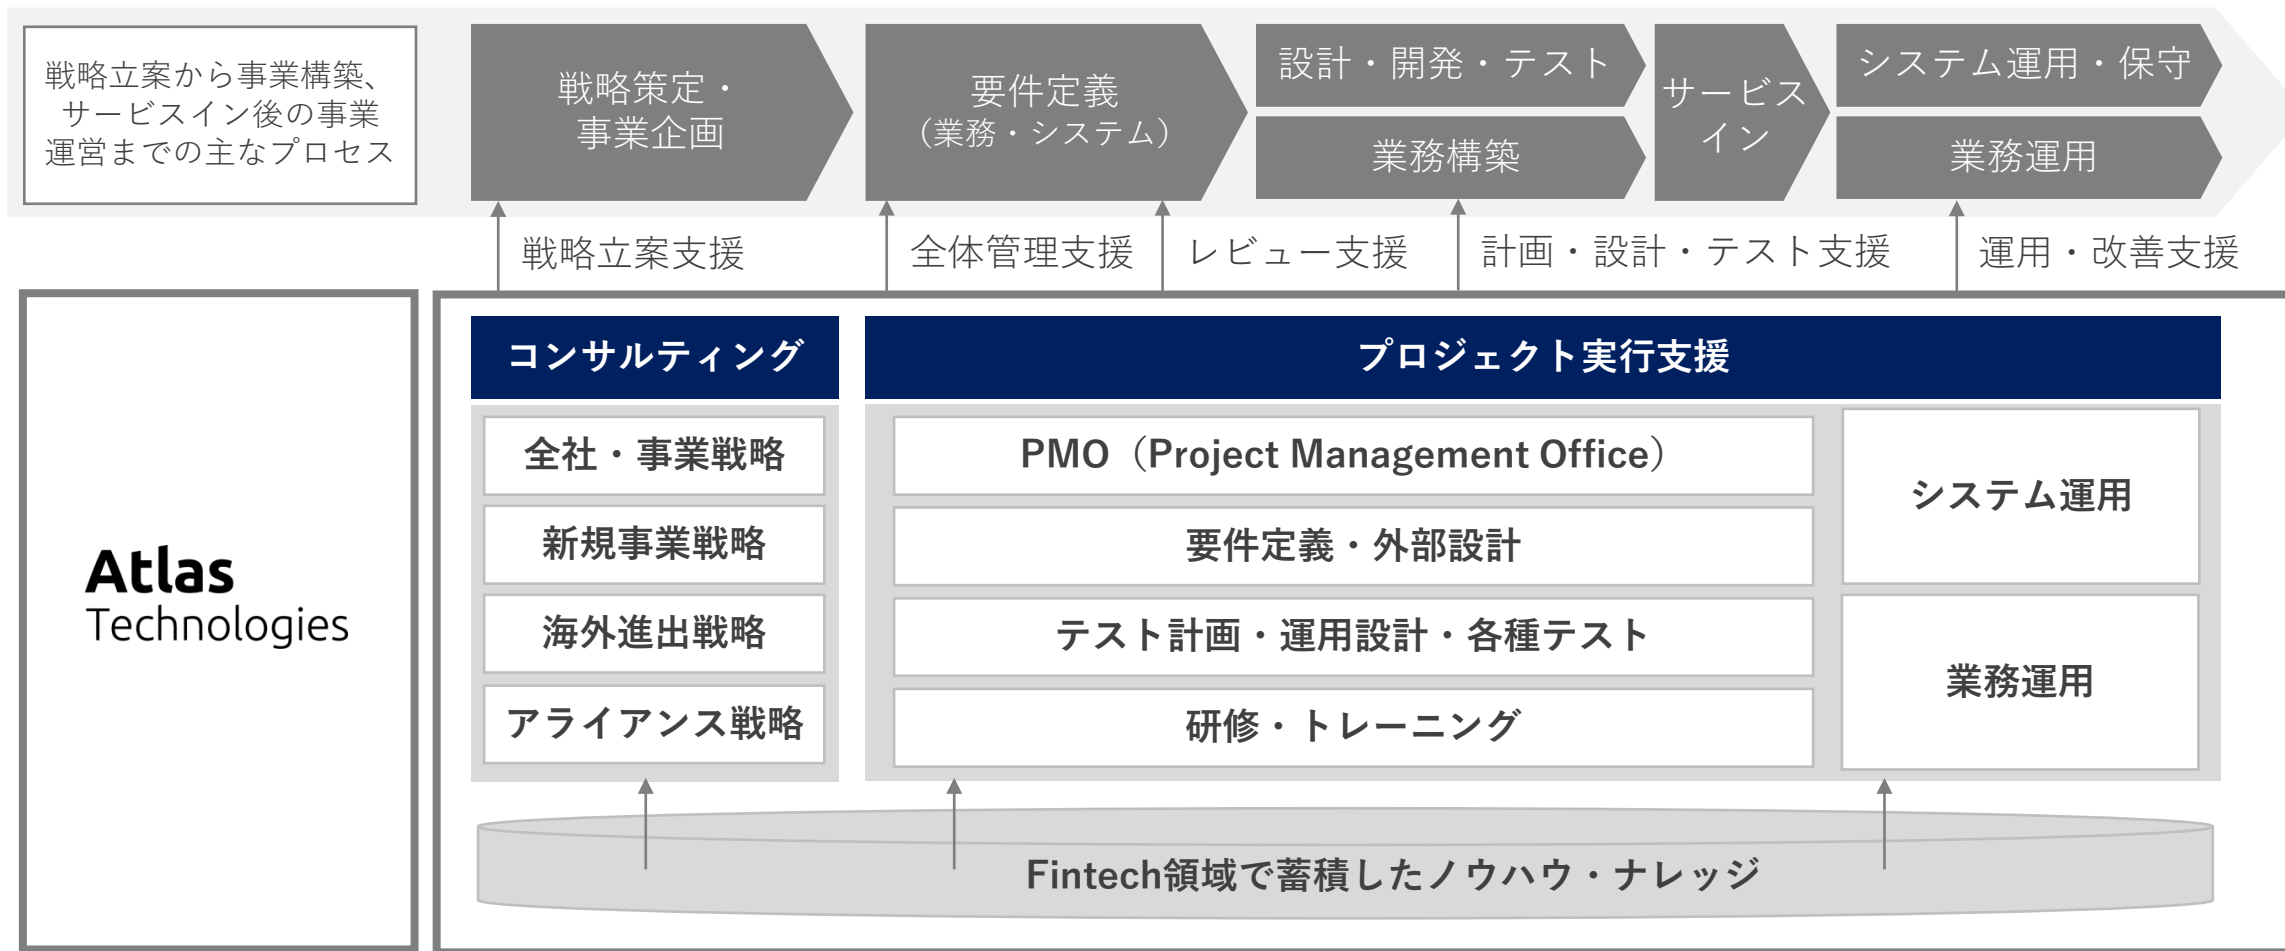 戦略立案から事業構築、
サービスイン後の事業
運営までの主なプロセス
戦略策定・
事業企画
要件定義
（業務・システム）
設計・開発・テスト
業務構築
サービス
イン
システム運用・保守
業務運用
戦略立案支援
全体管理支援
レビュー支援
計画・設計・テスト支援
運用・改善支援
Atlas
Technologies
コンサルティング
全社・事業戦略
新規事業戦略
海外進出戦略
アライアンス戦略
プロジェクト実行支援
PMO（Project Management Office）
要件定義・外部設計
テスト計画・運用設計・各種テスト
研修・トレーニング
システム運用
業務運用
Fintech領域で蓄積したノウハウ・ナレッジ